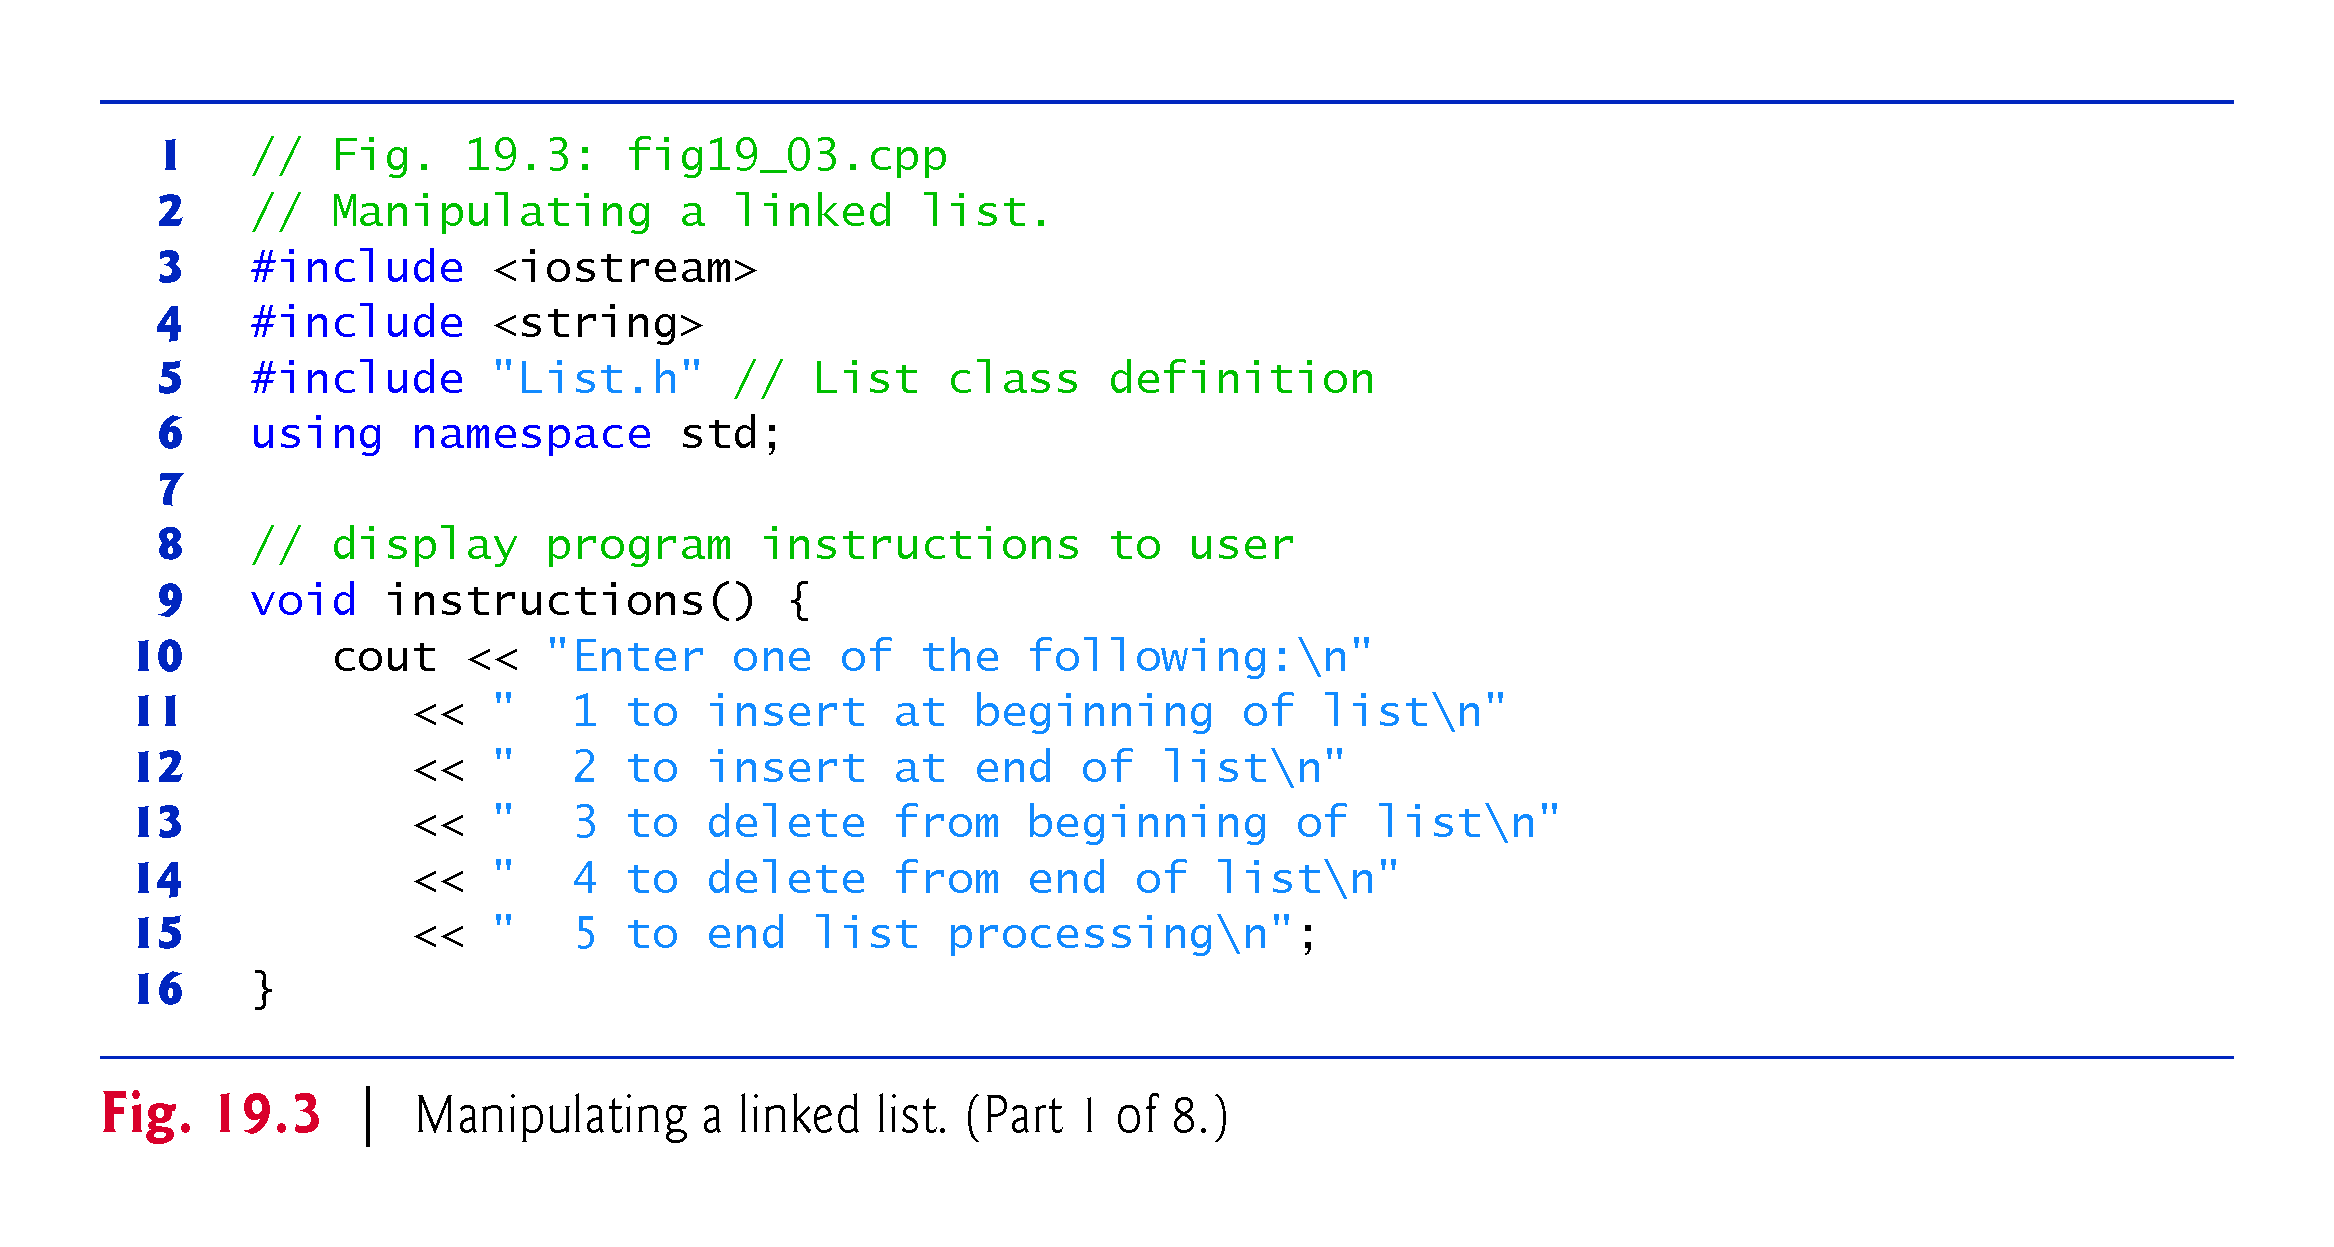 1 // Fig. 19.3: fig19_03.cpp
2 // Manipulating a linked list.
3 #include <iostream>
4 #include <string>
5 #include "List.h" // List class definition
6 using namespace std;
7
8 // display program instructions to user
9 void instructions() {
10    cout << "Enter one of the following:\n"
11       << "  1 to insert at beginning of list\n"
12       << "  2 to insert at end of list\n"
13       << "  3 to delete from beginning of list\n"
14       << "  4 to delete from end of list\n"
15       << "  5 to end list processing\n";
16 }
Fig. 19.3 | Manipulating a linked list. (Part 1 of 8.)